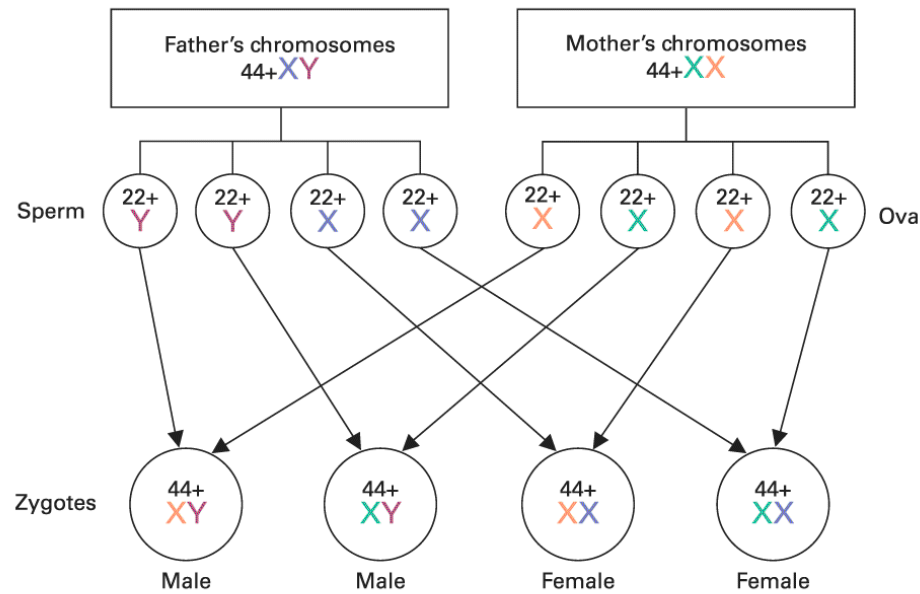 Father's chromosomes
44+XY
Mother's chromosomes
44+XX
Sperm
22+
Y
22+
Y
22+
X
22+
X
22+
X
22+
X
22+
X
22+
X
Ova
Zygotes
44+
XY
44+
XY
44+
XX
44+
XX
Male
Male
Female
Female